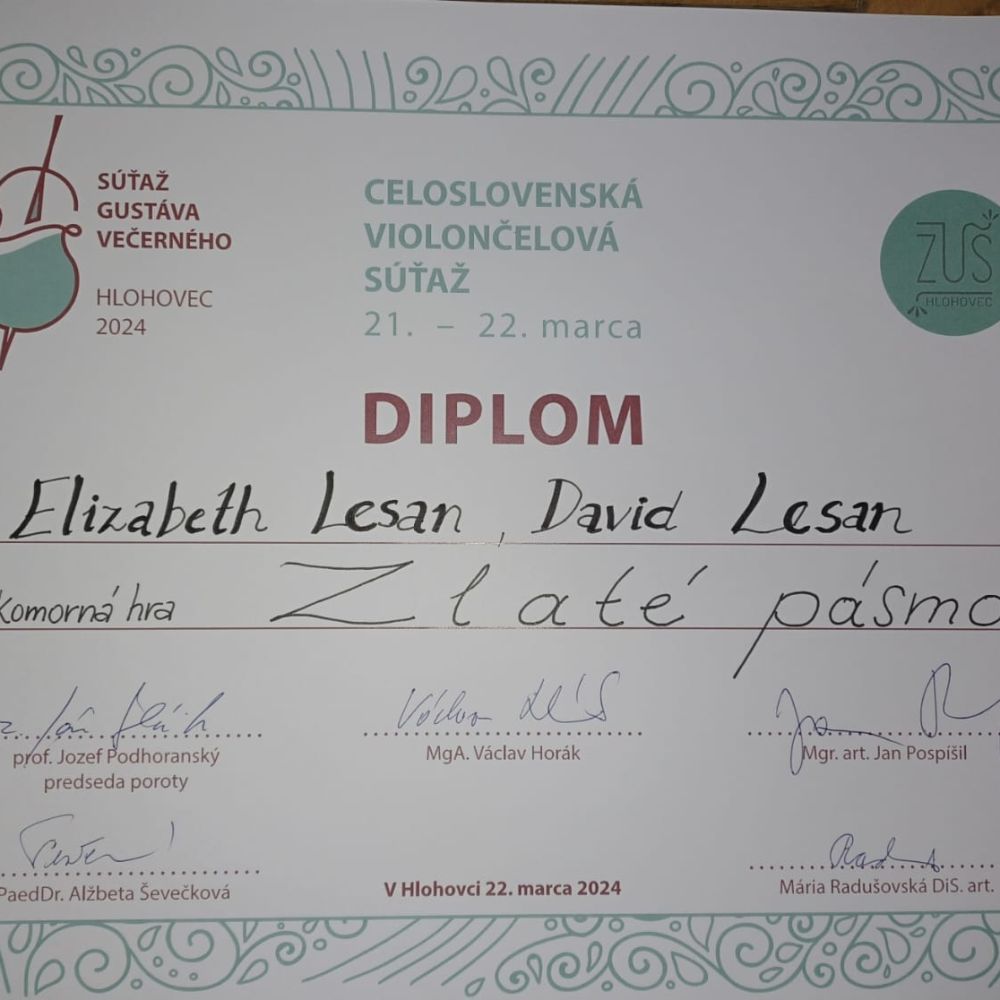 SÚŤAŽ
GUSTÁVA
VEČERNÉHO
HLOHOVEC
2024
CELOSLOVENSKÁ
VIOLONČELOVÁ
SÚŤAŽ
21. – 22. marca
ZUŠ
HLOHOVEC
DIPLOM
Elizabeth Lesan, David Lesan
Komorná hra Zlaté pásmo
prof. Jozef Podhoranský
predseda poroty
MgA. Václav Horák
Mgr. art. Jan Pospíšil
PaedDr. Alžbeta Ševečková
V Hlohovci 22. marca 2024
Mária Radušovská DiS. art.